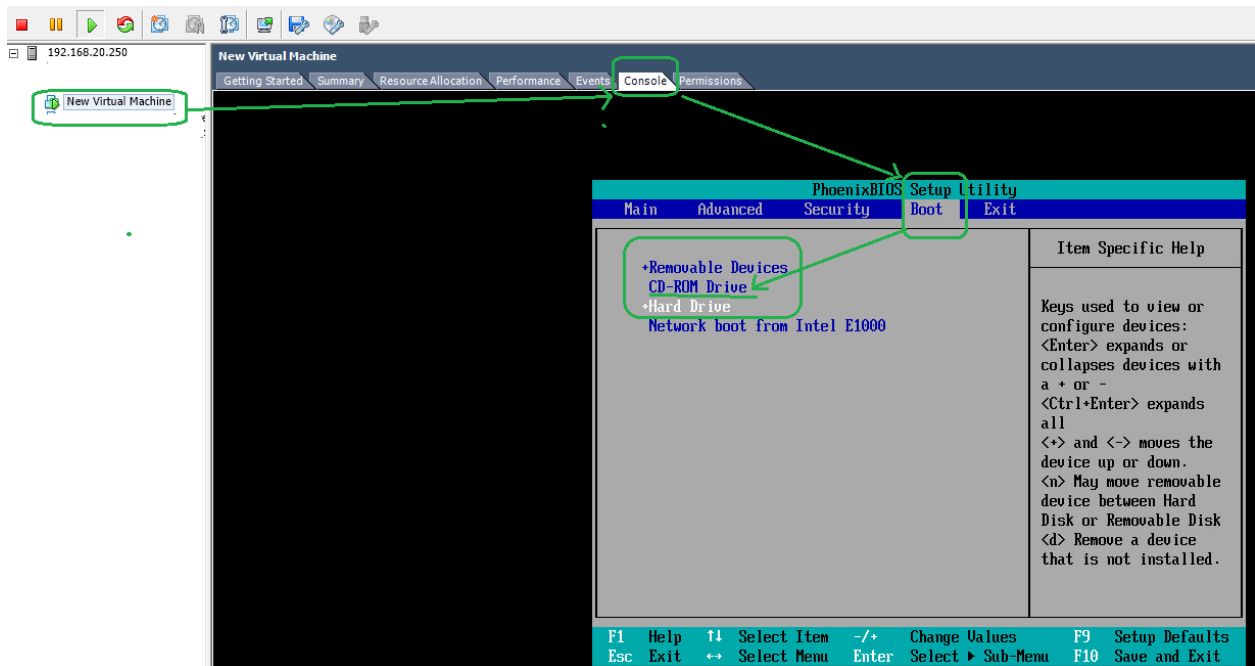 192.168.20.250
New Virtual Machine
New Virtual Machine
Getting Started Summary Resource Allocation Performance Events Console Permissions
PhoenixBIOS Setup Utility
Main Advanced Security Boot Exit
+Removable Devices
CD-ROM Drive
+Hard Drive
Network boot from Intel E1000
Item Specific Help
Keys used to view or
configure devices:
<Enter> expands or
collapses devices with
a + or -
<Ctrl+Enter> expands
all
<+> and <-> moves the
device up or down.
<n> May move removable
device between Hard
Disk or Removable Disk
<d> Remove a device
that is not installed.
F1 Help ↑↓ Select Item -/+ Change Values F9 Setup Defaults
Esc Exit ↔ Select Menu Enter Select ▶ Sub-Menu F10 Save and Exit